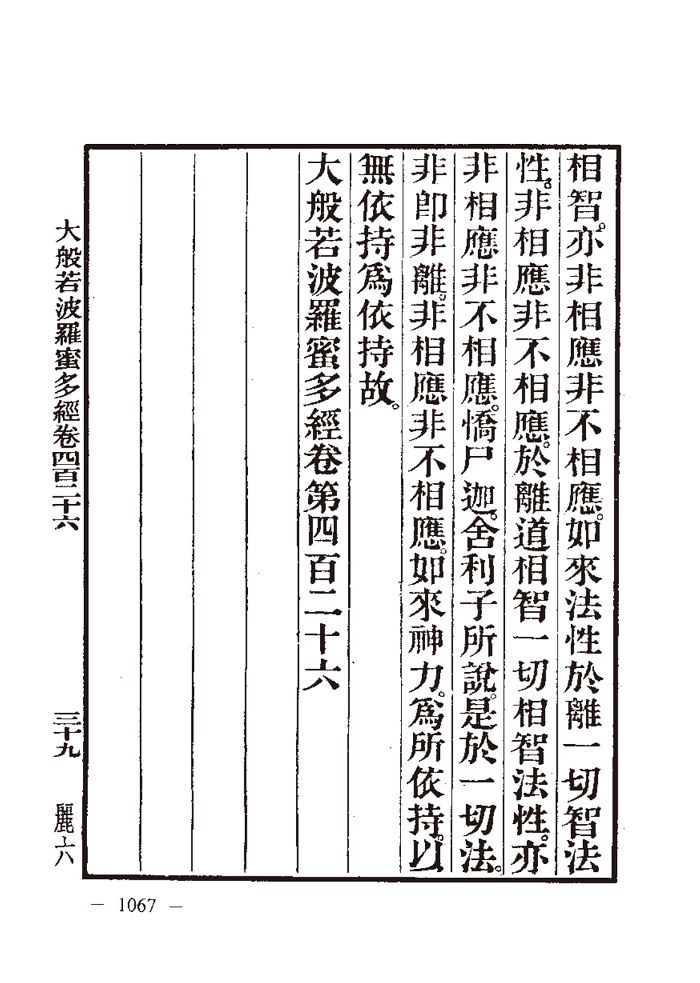 相智。亦非相應非不相應。如來法性於離一切智法
性。非相應非不相應。於離道相智一切相智法性。亦
非相應非不相應。憍尸迦。舍利子所說。是於一切法。
非卽非離。非相應非不相應。如來神力。爲所依持。以
無依持爲依持故。
大般若波羅蜜多經卷第四百二十六
大般若波羅蜜多經卷四百二十六 三十九 麗六
— 1067 —